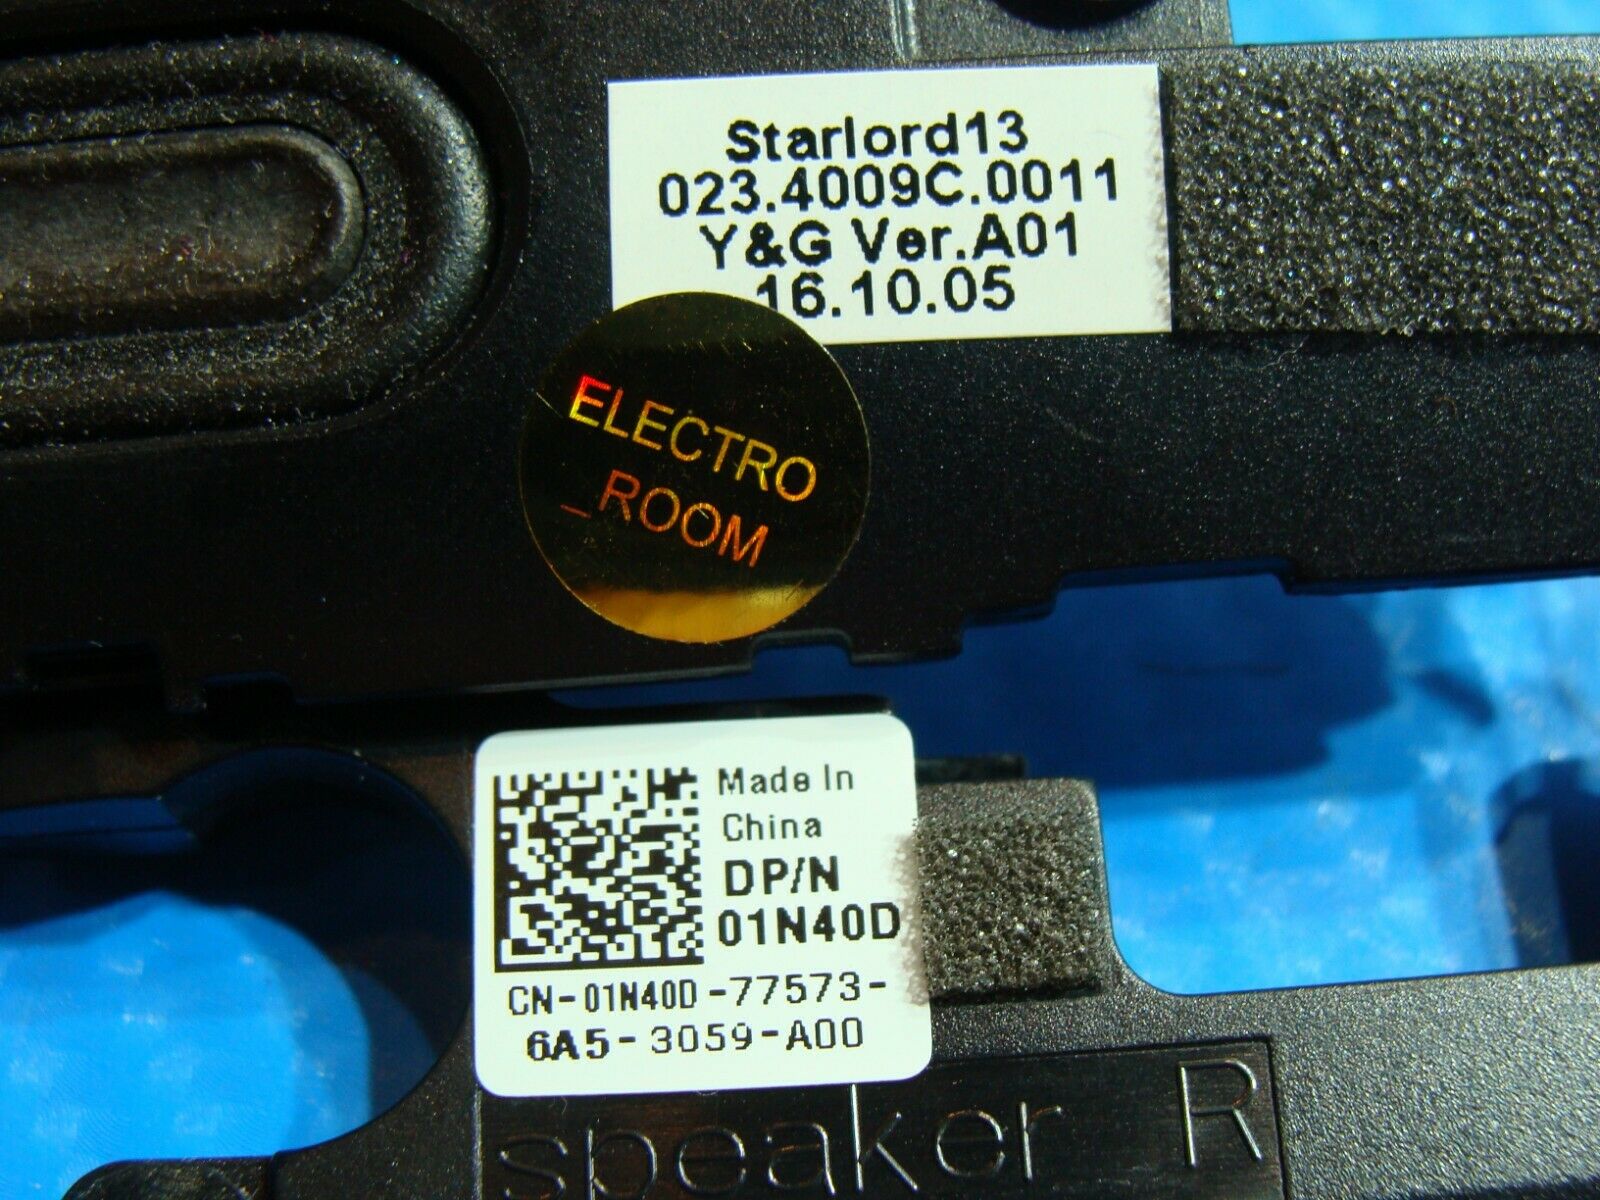 Starlord13
023.4009C.0011
Y&G Ver.A01
16.10.05
ELECTRO
_ROOM
Made In
China
DP/N
01N40D
CN-01N40D-77573-
6A5-3059-A00
speaker R